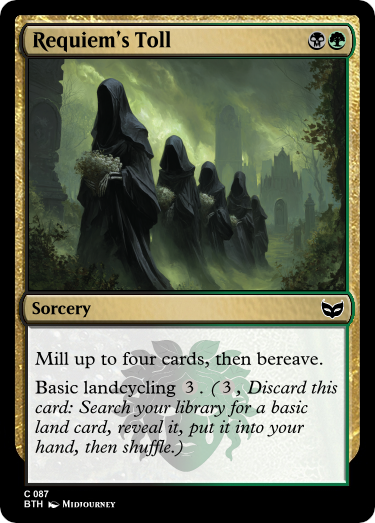 Requiem's Toll
Sorcery
Mill up to four cards, then bereave.
Basic landcycling 3. (3, Discard this
card: Search your library for a basic
land card, reveal it, put it into your
hand, then shuffle.)
C 087
BTH Midjourney